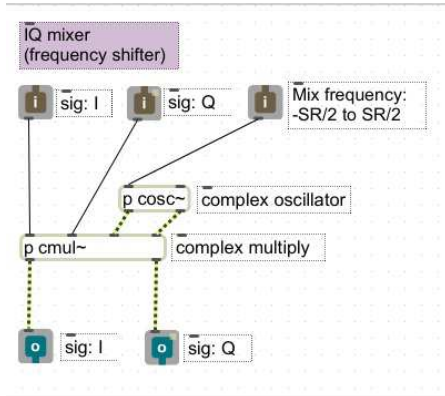 IQ mixer
(frequency shifter)
i
sig: I
i
sig: Q
i
Mix frequency:
-SR/2 to SR/2
p cosc~
complex oscillator
p cmul~
complex multiply
o
sig: I
o
sig: Q